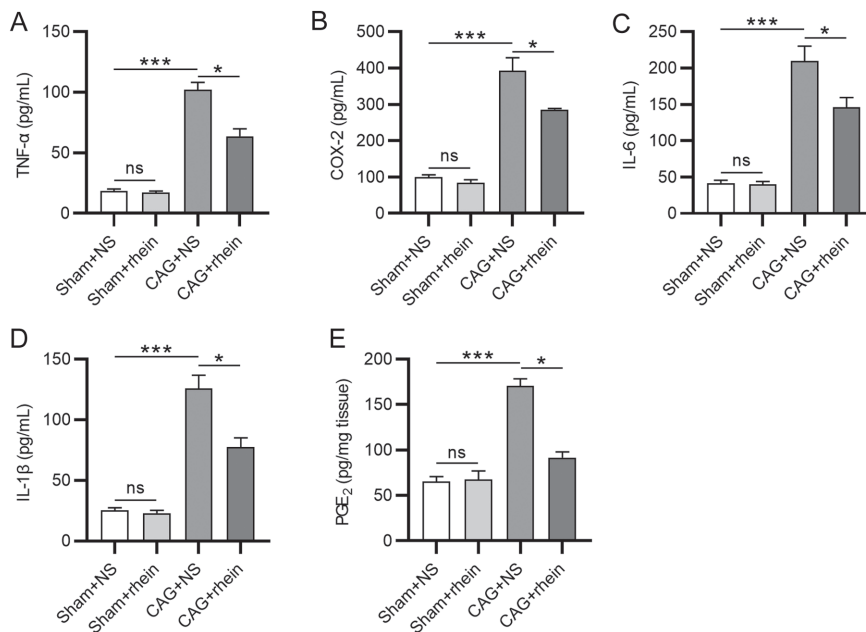 A
TNF-α (pg/mL)
150
100
50
0
***
*
ns
Sham+NS
Sham+rhein
CAG+NS
CAG+rhein
B
COX-2 (pg/mL)
500
400
300
200
100
0
***
*
ns
Sham+NS
Sham+rhein
CAG+NS
CAG+rhein
C
IL-6 (pg/mL)
250
200
150
100
50
0
***
*
ns
Sham+NS
Sham+rhein
CAG+NS
CAG+rhein
D
IL-1β (pg/mL)
150
100
50
0
***
*
ns
Sham+NS
Sham+rhein
CAG+NS
CAG+rhein
E
PGE₂ (pg/mg tissue)
200
150
100
50
0
***
*
ns
Sham+NS
Sham+rhein
CAG+NS
CAG+rhein